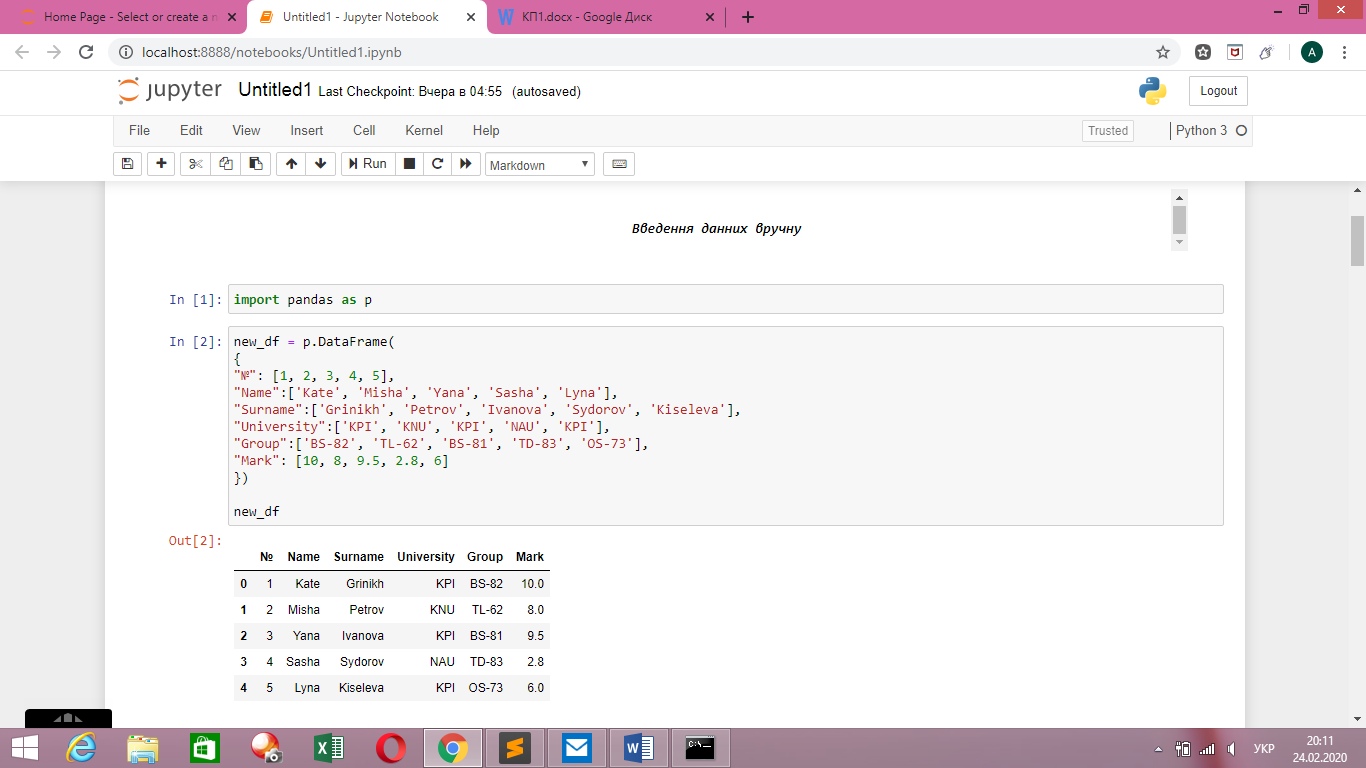 Home Page - Select or create a n
Untitled1 - Jupyter Notebook
КП1.docx - Google Диск
localhost:8888/notebooks/Untitled1.ipynb
A
jupyter Untitled1 Last Checkpoint: Вчера в 04:55 (autosaved)
Logout
File Edit View Insert Cell Kernel Help
Trusted
Python 3
Run
Markdown
Введення данних вручну
In [1]: import pandas as p
In [2]: new_df = p.DataFrame(
{
"№": [1, 2, 3, 4, 5],
"Name":['Kate', 'Misha', 'Yana', 'Sasha', 'Lyna'],
"Surname":['Grinikh', 'Petrov', 'Ivanova', 'Sydorov', 'Kiseleva'],
"University":['KPI', 'KNU', 'KPI', 'NAU', 'KPI'],
"Group":['BS-82', 'TL-62', 'BS-81', 'TD-83', 'OS-73'],
"Mark": [10, 8, 9.5, 2.8, 6]
})
new_df
Out[2]:
№ Name Surname University Group Mark
0 1 Kate Grinikh KPI BS-82 10.0
1 2 Misha Petrov KNU TL-62 8.0
2 3 Yana Ivanova KPI BS-81 9.5
3 4 Sasha Sydorov NAU TD-83 2.8
4 5 Lyna Kiseleva KPI OS-73 6.0
УКР
20:11
24.02.2020